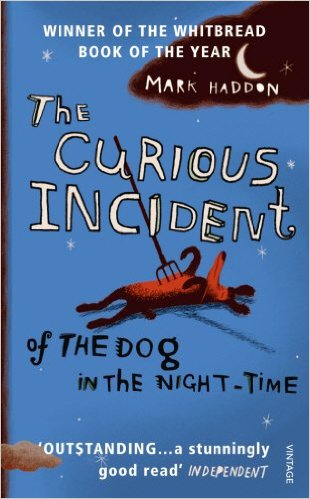 WINNER OF THE WHITBREAD
BOOK OF THE YEAR
MARK HADDON
The
CURIOUS
INCIDENT
of THE DOg
in the NIGHT-TIME
'OUTSTANDING...a stunningly
good read' INDEPENDENT
VINTAGE